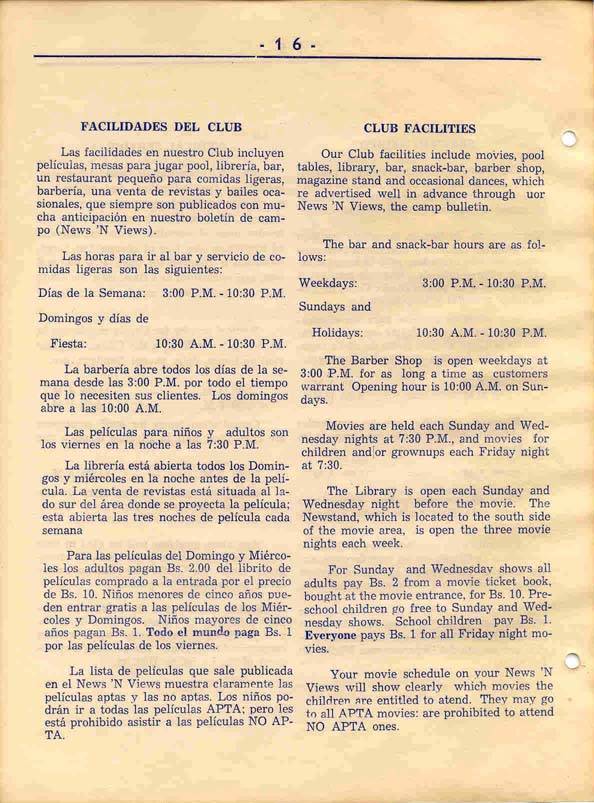 - 16 -
FACILIDADES DEL CLUB
Las facilidades en nuestro Club incluyen
películas, mesas para jugar pool, librería, bar,
un restaurant pequeño para comidas ligeras,
barbería, una venta de revistas y bailes oca-
sionales, que siempre son publicados con mu-
cha anticipación en nuestro boletín de cam-
po (News 'N Views).
Las horas para ir al bar y servicio de co-
midas ligeras son las siguientes:
Días de la Semana: 3:00 P.M. - 10:30 P.M.
Domingos y días de
Fiesta: 10:30 A.M. - 10:30 P.M.
La barbería abre todos los días de la se-
mana desde las 3:00 P.M. por todo el tiempo
que lo necesiten sus clientes. Los domingos
abre a las 10:00 A.M.
Las películas para niños y adultos son
los viernes en la noche a las 7:30 P.M.
La librería está abierta todos los Domin-
gos y miércoles en la noche antes de la pelí-
cula. La venta de revistas está situada al la-
do sur del área donde se proyecta la película;
esta abierta las tres noches de película cada
semana
Para las películas del Domingo y Miérco-
les los adultos pagan Bs. 2.00 del librito de
películas comprado a la entrada por el precio
de Bs. 10. Niños menores de cinco años pue-
den entrar gratis a las películas de los Miér-
coles y Domingos. Niños mayores de cinco
años pagan Bs. 1. Todo el mundo paga Bs. 1
por las películas de los viernes.
La lista de películas que sale publicada
en el News 'N Views muestra claramente las
películas aptas y las no aptas. Los niños po-
drán ir a todas las películas APTA; pero les
está prohibido asistir a las películas NO AP-
TA.
CLUB FACILITIES
Our Club facilities include movies, pool
tables, library, bar, snack-bar, barber shop,
magazine stand and occasional dances, which
re advertised well in advance through uor
News 'N Views, the camp bulletin.
The bar and snack-bar hours are as fol-
lows:
Weekdays: 3:00 P.M. - 10:30 P.M.
Sundays and
Holidays: 10:30 A.M. - 10:30 P.M.
The Barber Shop is open weekdays at
3:00 P.M. for as long a time as customers
warrant Opening hour is 10:00 A.M. on Sun-
days.
Movies are held each Sunday and Wed-
nesday nights at 7:30 P.M., and movies for
children and/or grownups each Friday night
at 7:30.
The Library is open each Sunday and
Wednesday night before the movie. The
Newstand, which is located to the south side
of the movie area, is open the three movie
nights each week.
For Sunday and Wednesday shows all
adults pay Bs. 2 from a movie ticket book,
bought at the movie entrance, for Bs. 10. Pre-
school children go free to Sunday and Wed-
nesday shows. School children pay Bs. 1.
Everyone pays Bs. 1 for all Friday night mo-
vies.
Your movie schedule on your News 'N
Views will show clearly which movies the
children are entitled to atend. They may go
to all APTA movies: are prohibited to attend
NO APTA ones.